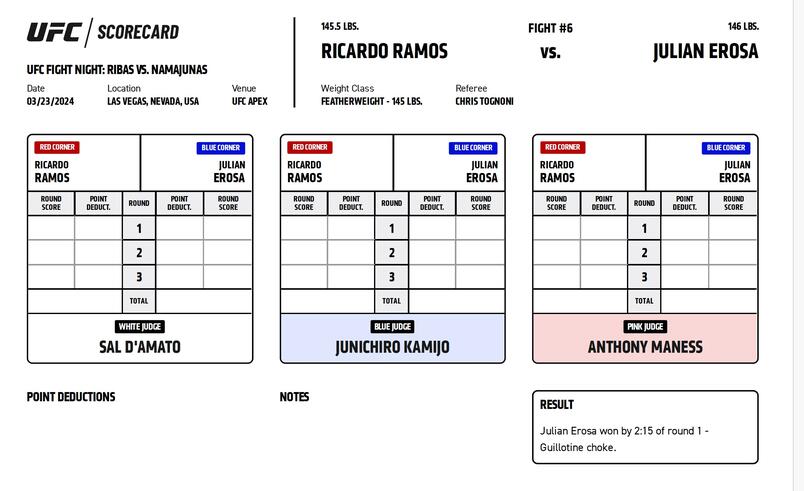 UFC / SCORECARD
UFC FIGHT NIGHT: RIBAS VS. NAMAJUNAS
Date Location Venue
03/23/2024 LAS VEGAS, NEVADA, USA UFC APEX
145.5 LBS. FIGHT #6 146 LBS.
RICARDO RAMOS vs. JULIAN EROSA
Weight Class Referee
FEATHERWEIGHT - 145 LBS. CHRIS TOGNONI
RED CORNER BLUE CORNER
RICARDO JULIAN
RAMOS EROSA
ROUND POINT ROUND POINT ROUND
SCORE DEDUCT. DEDUCT. SCORE
1
2
3
TOTAL
WHITE JUDGE
SAL D'AMATO
RED CORNER BLUE CORNER
RICARDO JULIAN
RAMOS EROSA
ROUND POINT ROUND POINT ROUND
SCORE DEDUCT. DEDUCT. SCORE
1
2
3
TOTAL
BLUE JUDGE
JUNICHIRO KAMIJO
RED CORNER BLUE CORNER
RICARDO JULIAN
RAMOS EROSA
ROUND POINT ROUND POINT ROUND
SCORE DEDUCT. DEDUCT. SCORE
1
2
3
TOTAL
PINK JUDGE
ANTHONY MANESS
POINT DEDUCTIONS
NOTES
RESULT
Julian Erosa won by 2:15 of round 1 -
Guillotine choke.